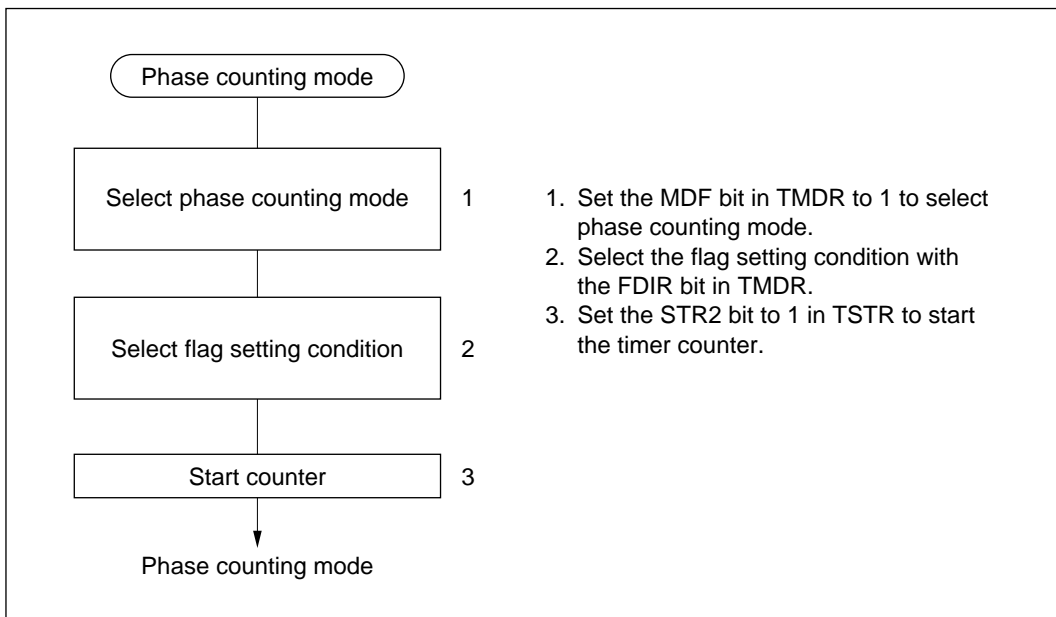 Phase counting mode
Select phase counting mode 1
Select flag setting condition 2
Start counter 3
Phase counting mode
1. Set the MDF bit in TMDR to 1 to select
phase counting mode.
2. Select the flag setting condition with
the FDIR bit in TMDR.
3. Set the STR2 bit to 1 in TSTR to start
the timer counter.